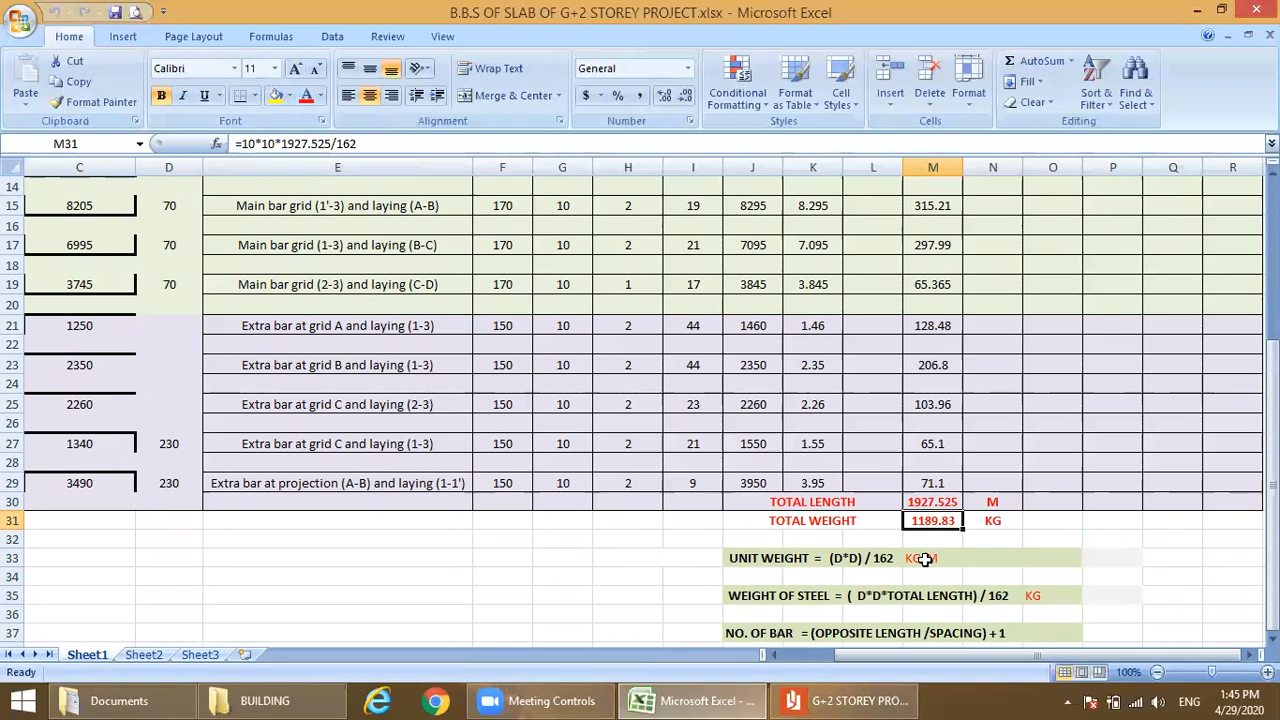 B.B.S OF SLAB OF G+2 STOREY PROJECT.xlsx - Microsoft Excel
Home Insert Page Layout Formulas Data Review View
Paste
Cut
Copy
Format Painter
Clipboard
Calibri 11
Font
Wrap Text
Merge & Center
Alignment
General
Number
Conditional Formatting
Format as Table
Cell Styles
Styles
Insert Delete Format
Cells
AutoSum
Fill
Clear
Sort & Filter
Find & Select
Editing
M31 fx =10*10*1927.525/162
C D E F G H I J K L M N O P Q R
14
15 8205 70 Main bar grid (1'-3) and laying (A-B) 170 10 2 19 8295 8.295 315.21
16
17 6995 70 Main bar grid (1-3) and laying (B-C) 170 10 2 21 7095 7.095 297.99
18
19 3745 70 Main bar grid (2-3) and laying (C-D) 170 10 1 17 3845 3.845 65.365
20
21 1250 Extra bar at grid A and laying (1-3) 150 10 2 44 1460 1.46 128.48
22
23 2350 Extra bar at grid B and laying (1-3) 150 10 2 44 2350 2.35 206.8
24
25 2260 Extra bar at grid C and laying (2-3) 150 10 2 23 2260 2.26 103.96
26
27 1340 230 Extra bar at grid C and laying (1-3) 150 10 2 21 1550 1.55 65.1
28
29 3490 230 Extra bar at projection (A-B) and laying (1-1') 150 10 2 9 3950 3.95 71.1
30 TOTAL LENGTH 1927.525 M
31 TOTAL WEIGHT 1189.83 KG
32
33 UNIT WEIGHT = (D*D) / 162
34
35 WEIGHT OF STEEL = ( D*D*TOTAL LENGTH) / 162 KG
36
37 NO. OF BAR = (OPPOSITE LENGTH /SPACING) + 1
Sheet1 Sheet2 Sheet3
Ready 100%
Documents BUILDING Meeting Controls Microsoft Excel - ... G+2 STOREY PRO... ENG 1:45 PM
4/29/2020